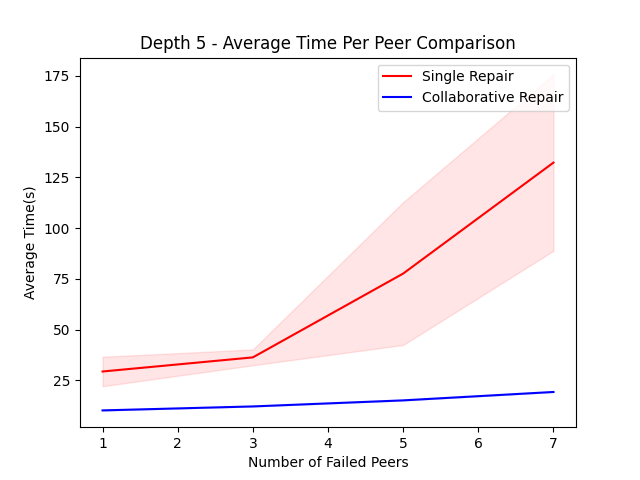 Depth 5 - Average Time Per Peer Comparison
Single Repair
Collaborative Repair
Average Time(s)
175
150
125
100
75
50
25
1 2 3 4 5 6 7
Number of Failed Peers